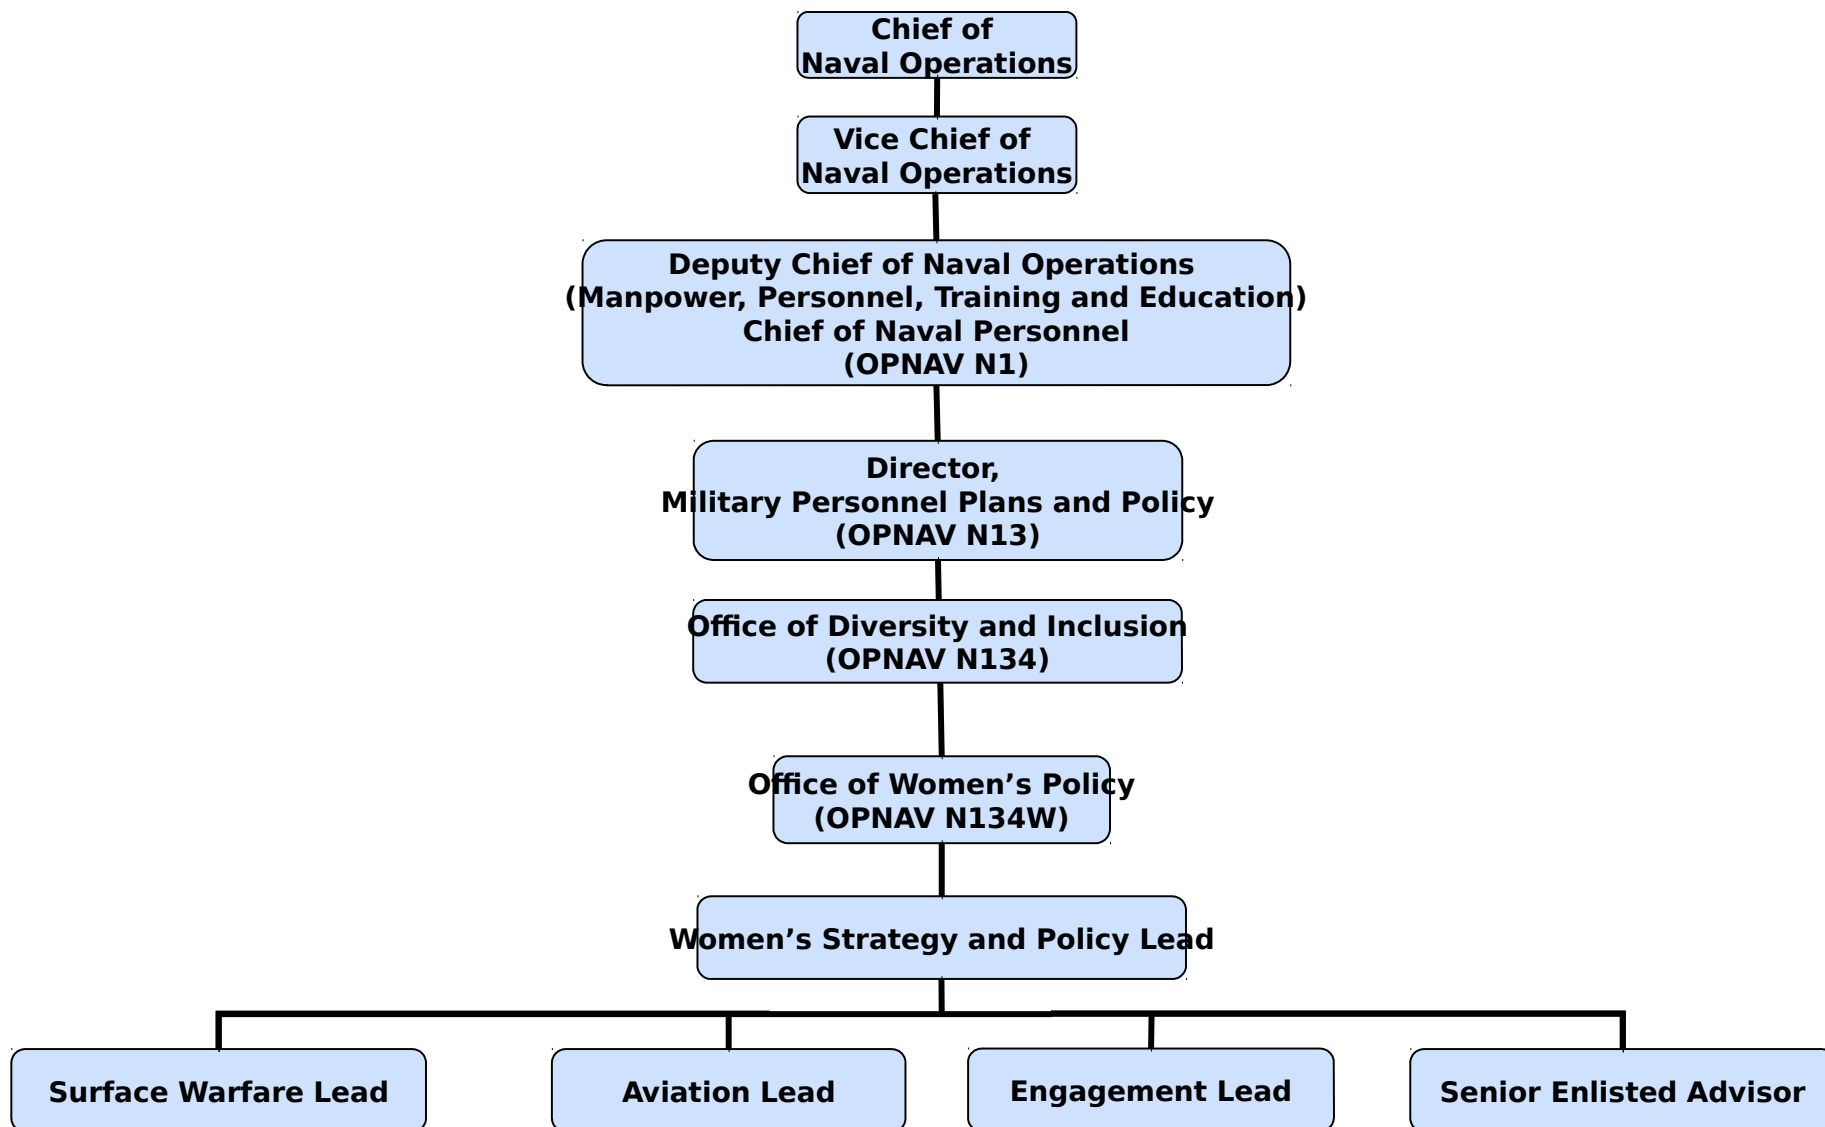 Chief of
Naval Operations
Vice Chief of
Naval Operations
Deputy Chief of Naval Operations
(Manpower, Personnel, Training and Education)
Chief of Naval Personnel
(OPNAV N1)
Director,
Military Personnel Plans and Policy
(OPNAV N13)
Office of Diversity and Inclusion
(OPNAV N134)
Office of Women’s Policy
(OPNAV N134W)
Women’s Strategy and Policy Lead
Surface Warfare Lead
Aviation Lead
Engagement Lead
Senior Enlisted Advisor